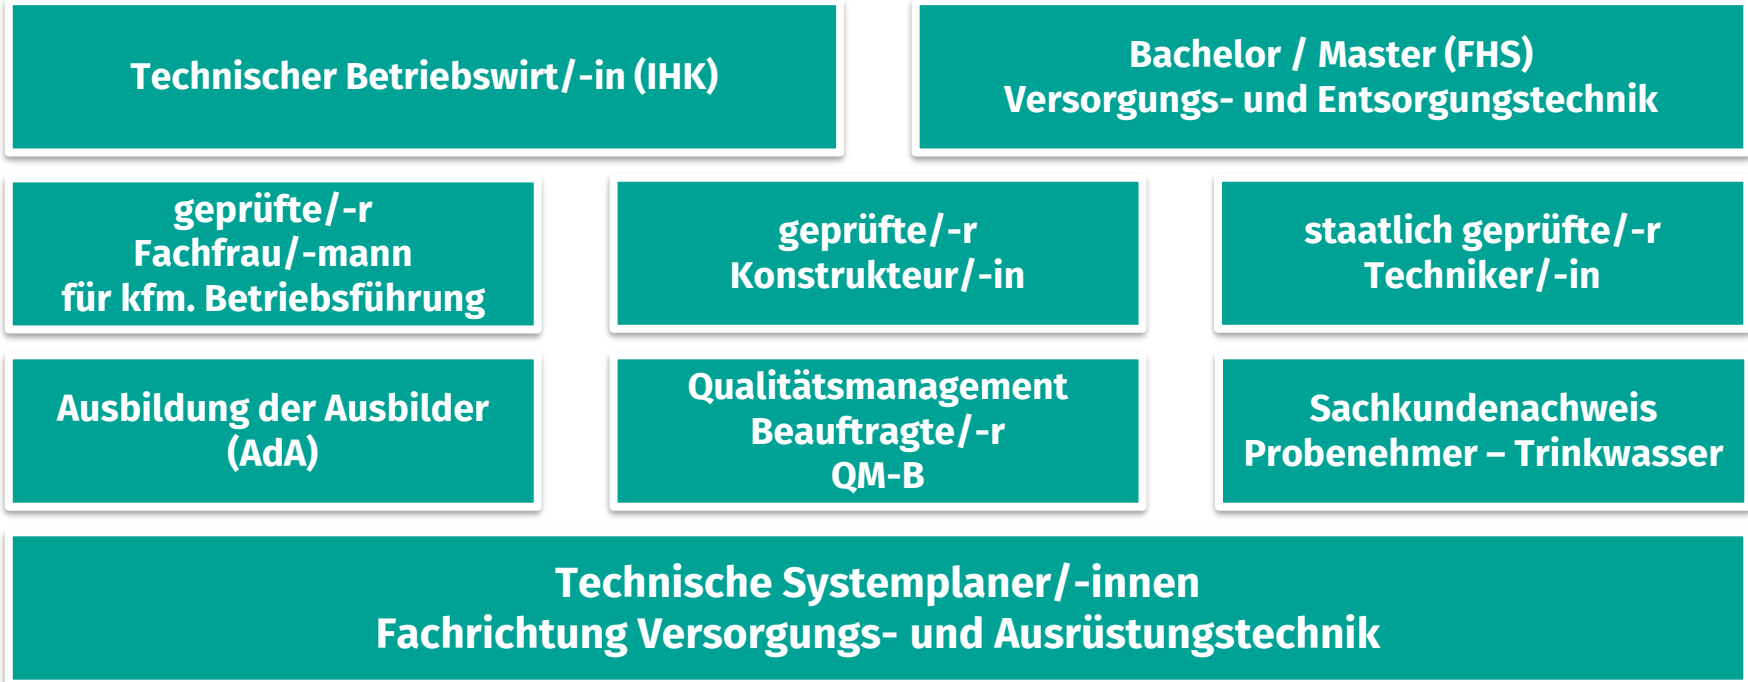 Technischer Betriebswirt/-in (IHK)
Bachelor / Master (FHS)
Versorgungs- und Entsorgungstechnik
geprüfte/-r
Fachfrau/-mann
für kfm. Betriebsführung
geprüfte/-r
Konstrukteur/-in
staatlich geprüfte/-r
Techniker/-in
Ausbildung der Ausbilder
(AdA)
Qualitätsmanagement
Beauftragte/-r
QM-B
Sachkundenachweis
Probenehmer – Trinkwasser
Technische Systemplaner/-innen
Fachrichtung Versorgungs- und Ausrüstungstechnik